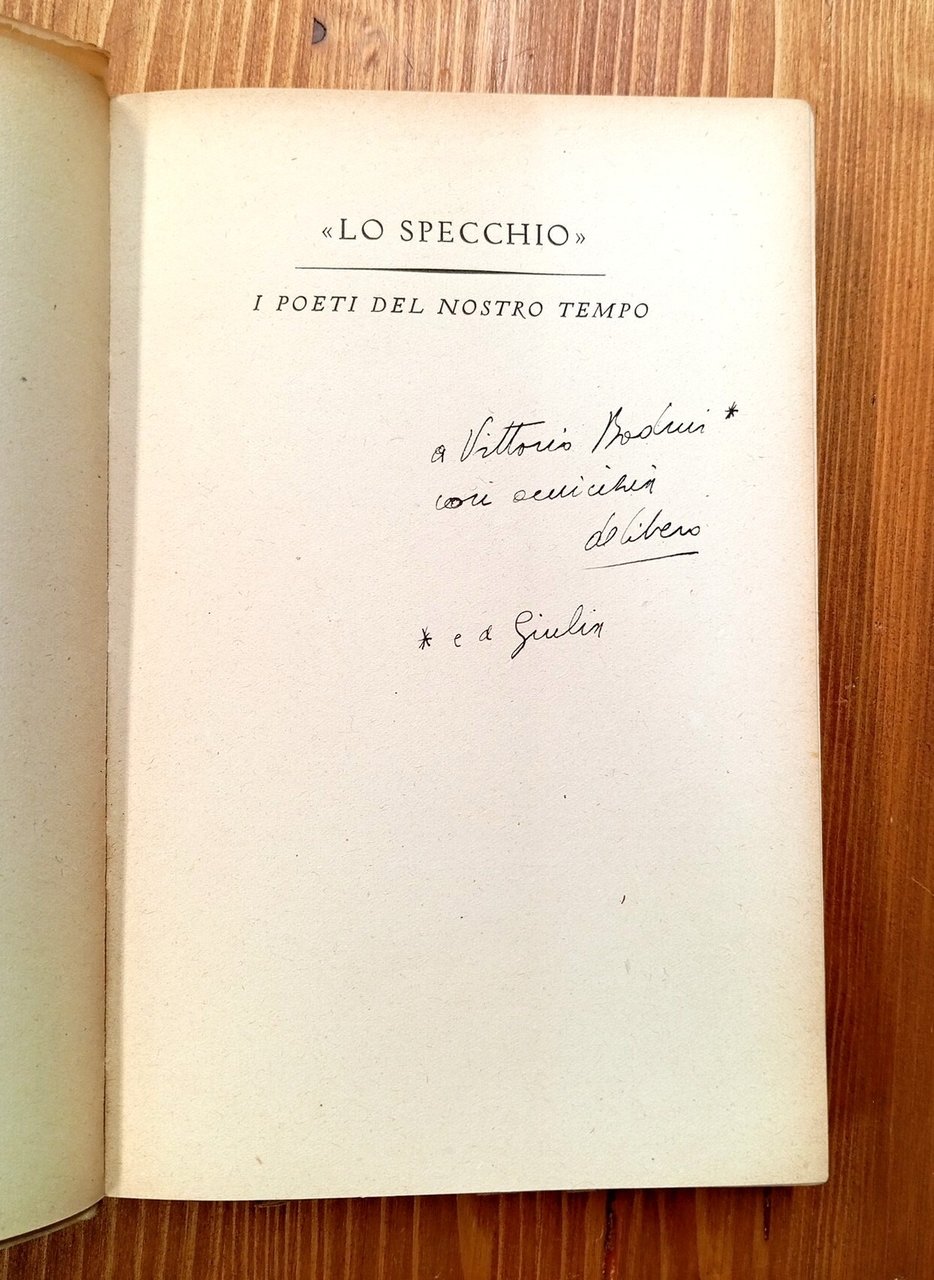 «LO SPECCHIO»
I POETI DEL NOSTRO TEMPO
a Vittorio Bodini *
con amicizia
de Libero
* e a Giulia